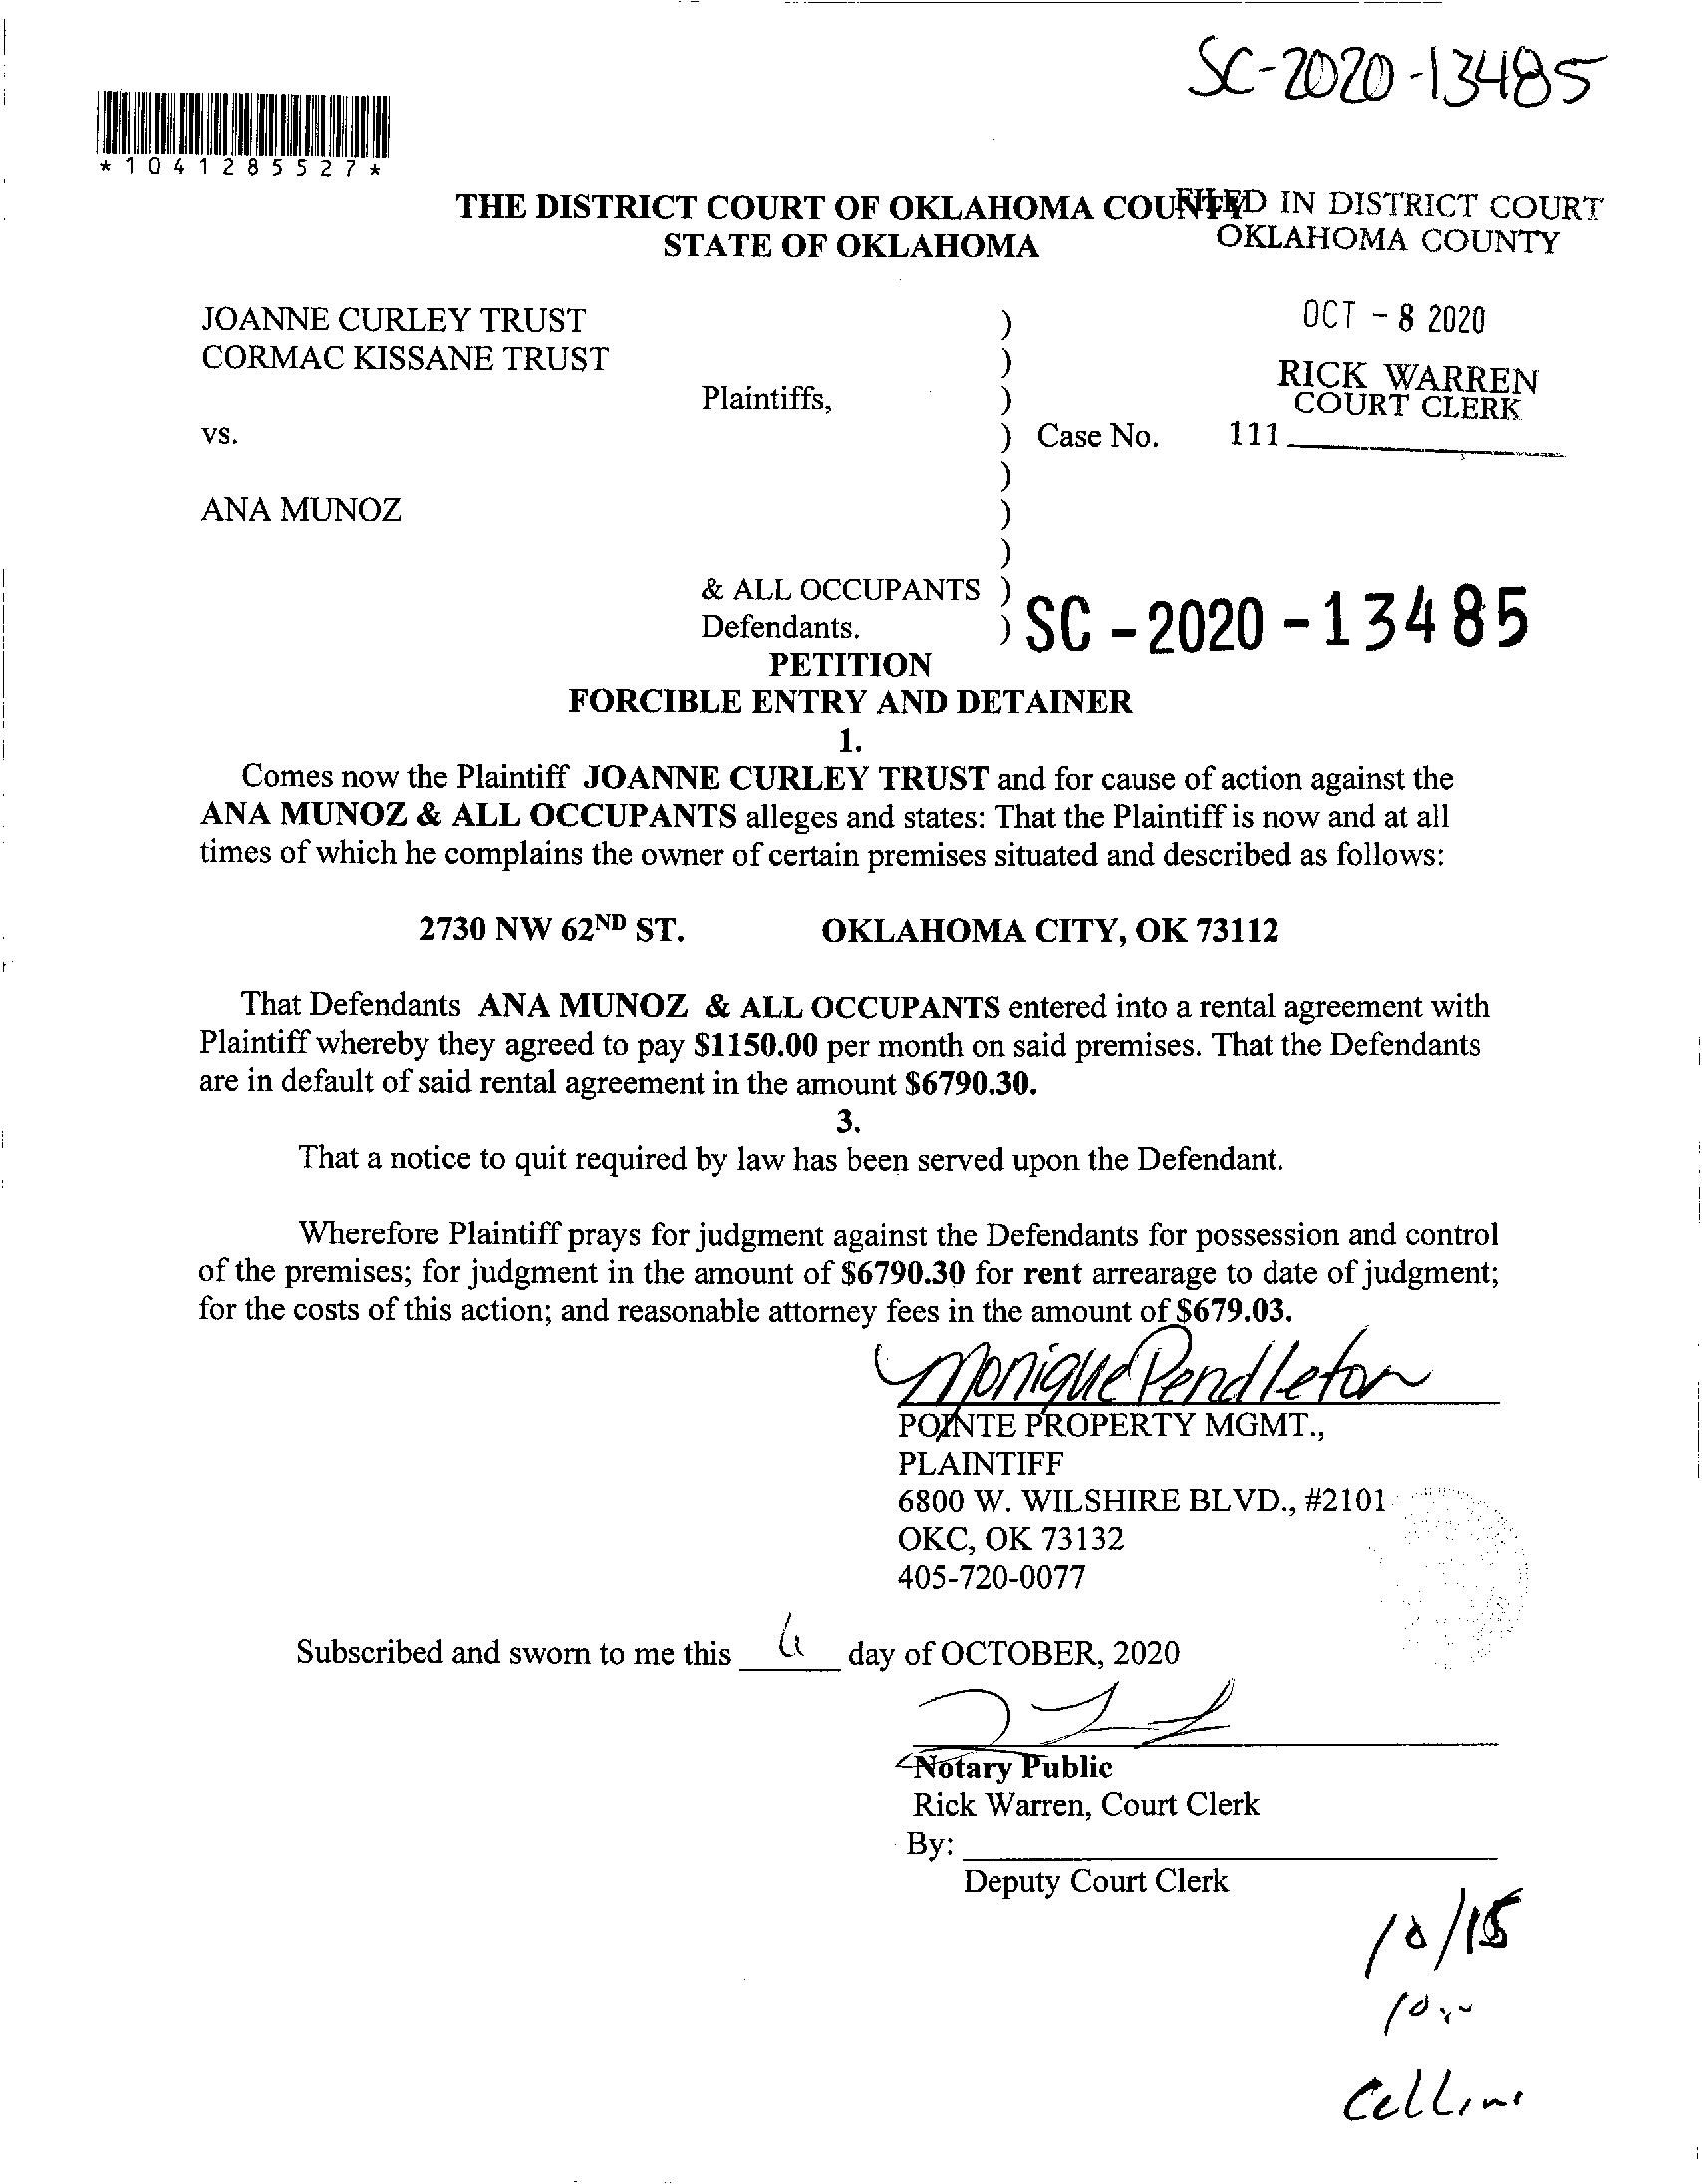 SC-2020-13485
*1041285527*
THE DISTRICT COURT OF OKLAHOMA COUNTY
STATE OF OKLAHOMA
FILED IN DISTRICT COURT
OKLAHOMA COUNTY
OCT - 8 2020
RICK WARREN
COURT CLERK
JOANNE CURLEY TRUST )
CORMAC KISSANE TRUST )
Plaintiffs, )
vs. ) Case No. 111
)
ANA MUNOZ )
)
& ALL OCCUPANTS )
Defendants. ) SC - 2020 - 13485
PETITION
FORCIBLE ENTRY AND DETAINER
1.
Comes now the Plaintiff JOANNE CURLEY TRUST and for cause of action against the
ANA MUNOZ & ALL OCCUPANTS alleges and states: That the Plaintiff is now and at all
times of which he complains the owner of certain premises situated and described as follows:
2730 NW 62ND ST. OKLAHOMA CITY, OK 73112
That Defendants ANA MUNOZ & ALL OCCUPANTS entered into a rental agreement with
Plaintiff whereby they agreed to pay $1150.00 per month on said premises. That the Defendants
are in default of said rental agreement in the amount $6790.30.
3.
That a notice to quit required by law has been served upon the Defendant.
Wherefore Plaintiff prays for judgment against the Defendants for possession and control
of the premises; for judgment in the amount of $6790.30 for rent arrearage to date of judgment;
for the costs of this action; and reasonable attorney fees in the amount of $679.03.
Monique Pendleton
POINTE PROPERTY MGMT.,
PLAINTIFF
6800 W. WILSHIRE BLVD., #2101
OKC, OK 73132
405-720-0077
Subscribed and sworn to me this day of OCTOBER, 2020
Notary Public
Rick Warren, Court Clerk
By:
Deputy Court Clerk
10/15